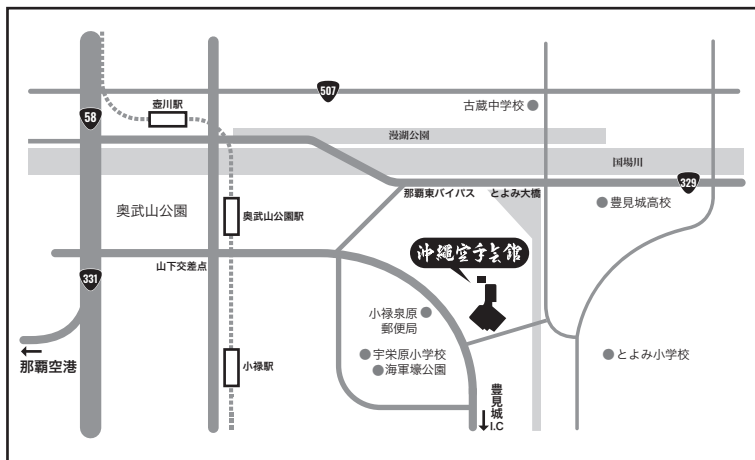 507
壺川駅
58
古蔵中学校
漫湖公園
国場川
329
那覇東バイパス
とよみ大橋
奥武山公園
奥武山公園駅
豊見城高校
沖縄空手会館
山下交差点
331
小禄泉原
郵便局
那覇空港
小禄駅
宇栄原小学校
海軍壕公園
とよみ小学校
豊見城
I.C